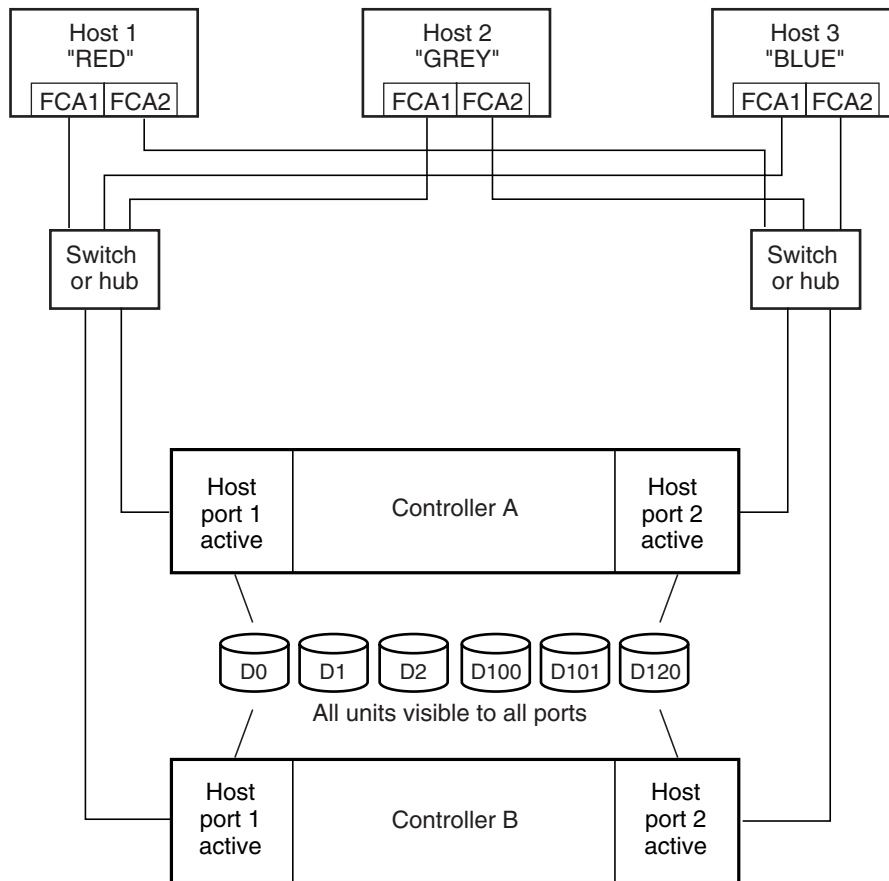 Host 1
"RED"
FCA1 FCA2
Host 2
"GREY"
FCA1 FCA2
Host 3
"BLUE"
FCA1 FCA2
Switch
or hub
Switch
or hub
Host
port 1
active
Controller A
Host
port 2
active
D0 D1 D2 D100 D101 D120
All units visible to all ports
Host
port 1
active
Controller B
Host
port 2
active